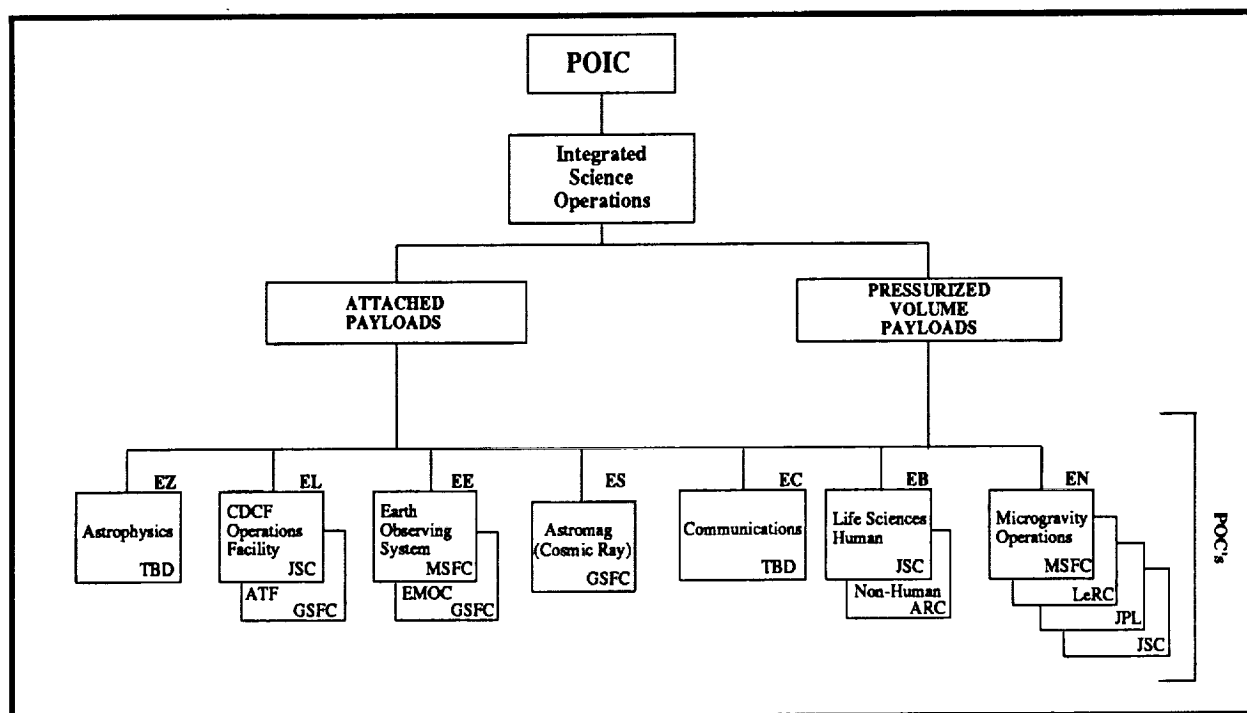 POIC
Integrated
Science
Operations
ATTACHED
PAYLOADS
PRESSURIZED
VOLUME
PAYLOADS
EZ
Astrophysics
TBD
EL
CDCF
Operations
Facility
JSC
ATF
GSFC
EE
Earth
Observing
System
MSFC
EMOC
GSFC
ES
Astromag
(Cosmic Ray)
GSFC
EC
Communications
TBD
EB
Life Sciences
Human
JSC
Non-Human
ARC
EN
Microgravity
Operations
MSFC
LeRC
JPL
JSC
POC's